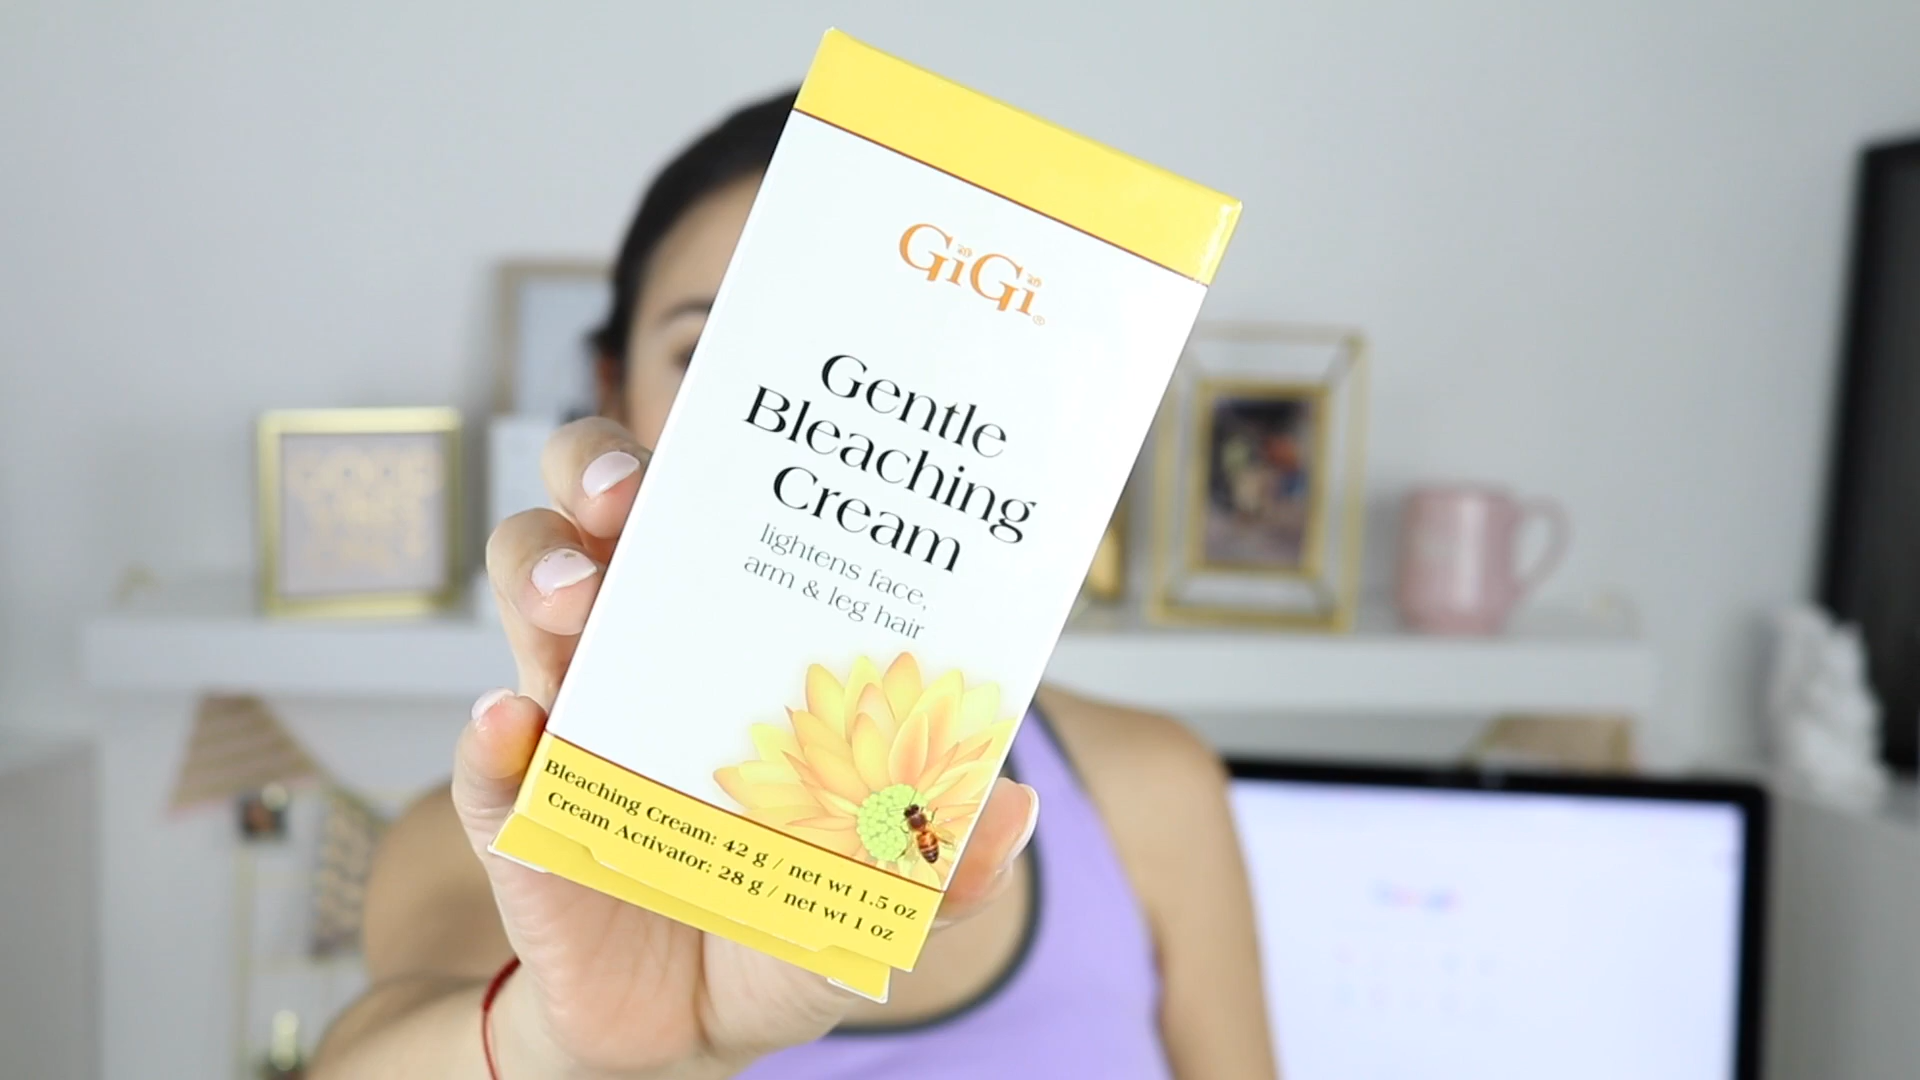 GiGi®
Gentle
Bleaching
Cream
lightens face,
arm & leg hair
Bleaching Cream: 42 g / net wt 1.5 oz
Cream Activator: 28 g / net wt 1 oz